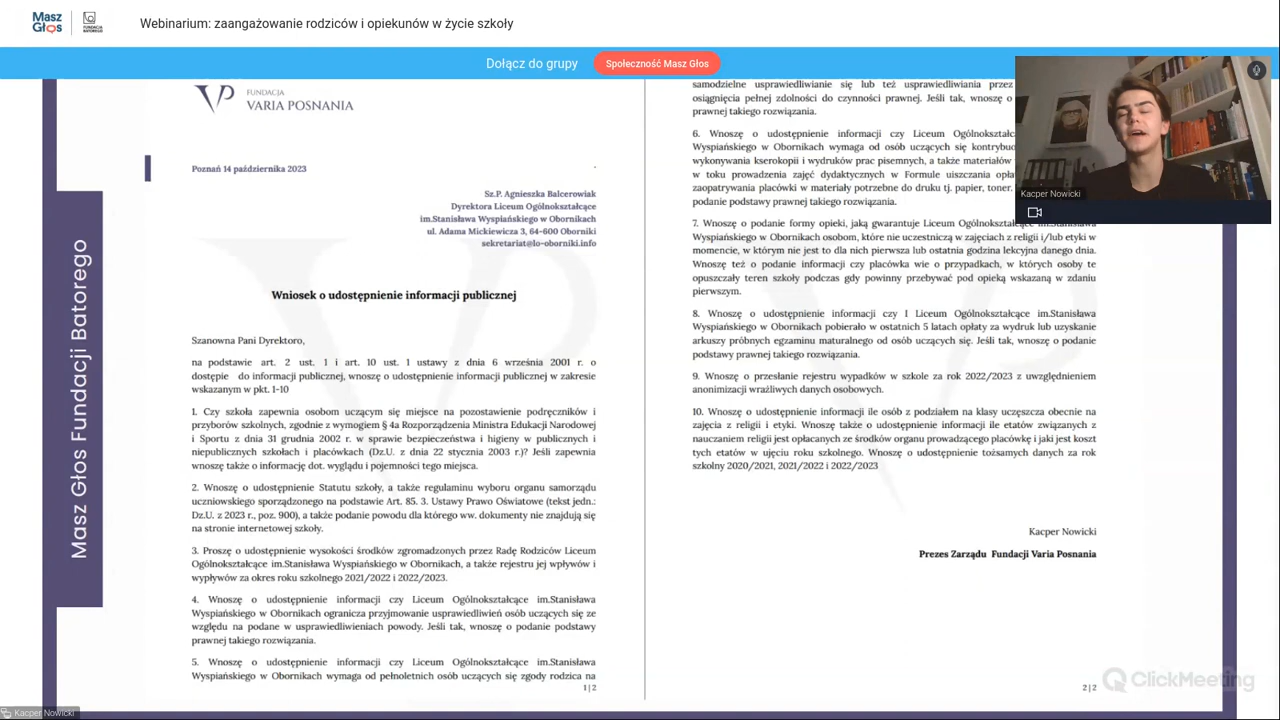 Masz Głos
FUNDACJA BATOREGO
Webinarium: zaangażowanie rodziców i opiekunów w życie szkoły
Dołącz do grupy
Społeczność Masz Głos
Masz Głos Fundacji Batorego
FUNDACJA
VARIA POSNANIA
Poznań 14 października 2023
Sz.P. Agnieszka Balcerowiak
Dyrektora Liceum Ogólnokształcące
im.Stanisława Wyspiańskiego w Obornikach
ul. Adama Mickiewicza 3, 64-600 Oborniki
sekretariat@lo-oborniki.info
Wniosek o udostępnienie informacji publicznej
Szanowna Pani Dyrektoro,
na podstawie art. 2 ust. 1 i art. 10 ust. 1 ustawy z dnia 6 września 2001 r. o
dostępie do informacji publicznej, wnoszę o udostępnienie informacji publicznej w zakresie
wskazanym w pkt. 1-10
1. Czy szkoła zapewnia osobom uczącym się miejsce na pozostawienie podręczników i
przyborów szkolnych, zgodnie z wymogiem § 4a Rozporządzenia Ministra Edukacji Narodowej
i Sportu z dnia 31 grudnia 2002 r. w sprawie bezpieczeństwa i higieny w publicznych i
niepublicznych szkołach i placówkach (Dz.U. z dnia 22 stycznia 2003 r.)? Jeśli zapewnia
wnoszę także o informację dot. wyglądu i pojemności tego miejsca.
2. Wnoszę o udostępnienie Statutu szkoły, a także regulaminu wyboru organu samorządu
uczniowskiego sporządzonego na podstawie Art. 85. 3. Ustawy Prawo Oświatowe (tekst jedn.:
Dz.U. z 2023 r., poz. 900), a także podanie powodu dla którego ww. dokumenty nie znajdują się
na stronie internetowej szkoły.
3. Proszę o udostępnienie wysokości środków zgromadzonych przez Radę Rodziców Liceum
Ogólnokształcące im.Stanisława Wyspiańskiego w Obornikach, a także rejestru jej wpływów i
wypływów za okres roku szkolnego 2021/2022 i 2022/2023.
4. Wnoszę o udostępnienie informacji czy Liceum Ogólnokształcące im.Stanisława
Wyspiańskiego w Obornikach ogranicza przyjmowanie usprawiedliwień osób uczących się ze
względu na podane w usprawiedliwieniach powody. Jeśli tak, wnoszę o podanie podstawy
prawnej takiego rozwiązania.
5. Wnoszę o udostępnienie informacji czy Liceum Ogólnokształcące im.Stanisława
Wyspiańskiego w Obornikach wymaga od pełnoletnich osób uczących się zgody rodzica na
1|2
samodzielne usprawiedliwianie się lub też usprawiedliwiania przez
osiągnięcia pełnej zdolności do czynności prawnej. Jeśli tak, wnoszę o
prawnej takiego rozwiązania.
6. Wnoszę o udostępnienie informacji czy Liceum
Wyspiańskiego w Obornikach wymaga od osób uczących się
wykonywania kserokopii i wydruków prac pisemnych, a także materiałów
w toku prowadzenia zajęć dydaktycznych w Formule uiszczania
zaopatrywania placówki w materiały potrzebne do druku tj. papier, toner.
podanie podstawy prawnej takiego rozwiązania.
7. Wnoszę o podanie formy opieki, jaką gwarantuje Liceum Ogólnokształcące im.Stanisława
Wyspiańskiego w Obornikach osobom, które nie uczestniczą w zajęciach z religii i/lub etyki w
momencie, w którym nie jest to dla nich pierwsza lub ostatnia godzina lekcyjna danego dnia.
Wnoszę też o podanie informacji czy placówka wie o przypadkach, w których osoby te
opuszczały teren szkoły podczas gdy powinny przebywać pod opieką wskazaną w zdaniu
pierwszym.
8. Wnoszę o udostępnienie informacji czy I Liceum Ogólnokształcące im.Stanisława
Wyspiańskiego w Obornikach pobierało w ostatnich 5 latach opłaty za wydruk lub uzyskanie
arkuszy próbnych egzaminu maturalnego od osób uczących się. Jeśli tak, wnoszę o podanie
podstawy prawnej takiego rozwiązania.
9. Wnoszę o przesłanie rejestru wypadków w szkole za rok 2022/2023 z uwzględnieniem
anonimizacji wrażliwych danych osobowych.
10. Wnoszę o udostępnienie informacji ile osób z podziałem na klasy uczęszcza obecnie na
zajęcia z religii i etyki. Wnoszę także o udostępnienie informacji ile etatów związanych z
nauczaniem religii jest opłacanych ze środków organu prowadzącego placówkę i jaki jest koszt
tych etatów w ujęciu roku szkolnego. Wnoszę o udostępnienie tożsamych danych za rok
szkolny 2020/2021, 2021/2022 i 2022/2023
Kacper Nowicki
Prezes Zarządu Fundacji Varia Posnania
2|2
Kacper Nowicki
ClickMeeting
Kacper Nowicki